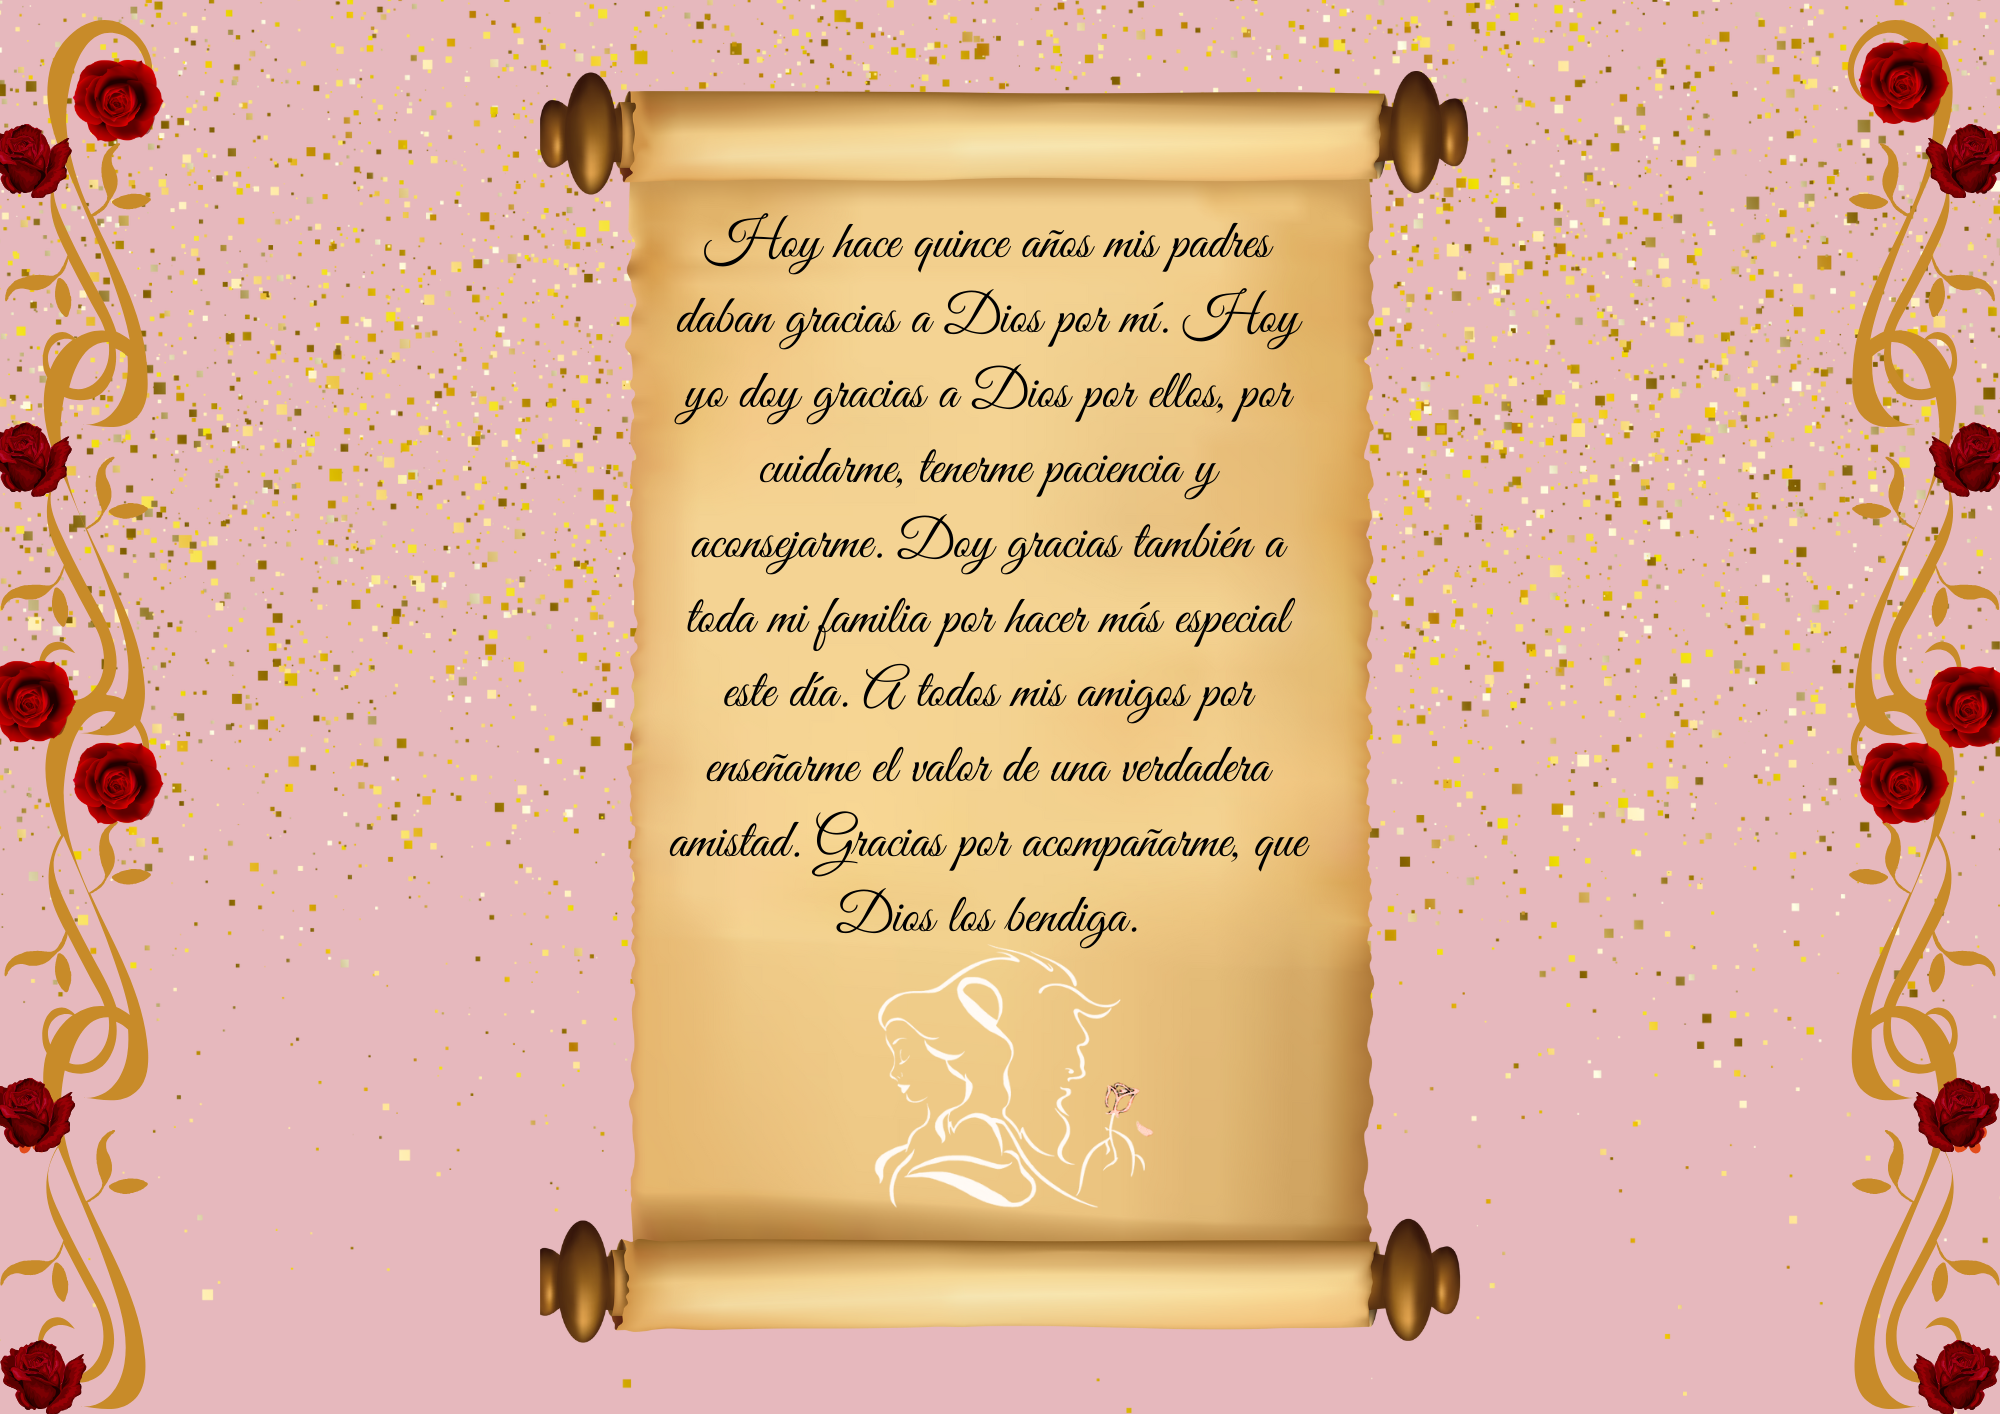 Hoy hace quince años mis padres
daban gracias a Dios por mí. Hoy
yo doy gracias a Dios por ellos, por
cuidarme, tenerme paciencia y
aconsejarme. Doy gracias también a
toda mi familia por hacer más especial
este día. A todos mis amigos por
enseñarme el valor de una verdadera
amistad. Gracias por acompañarme, que
Dios los bendiga.